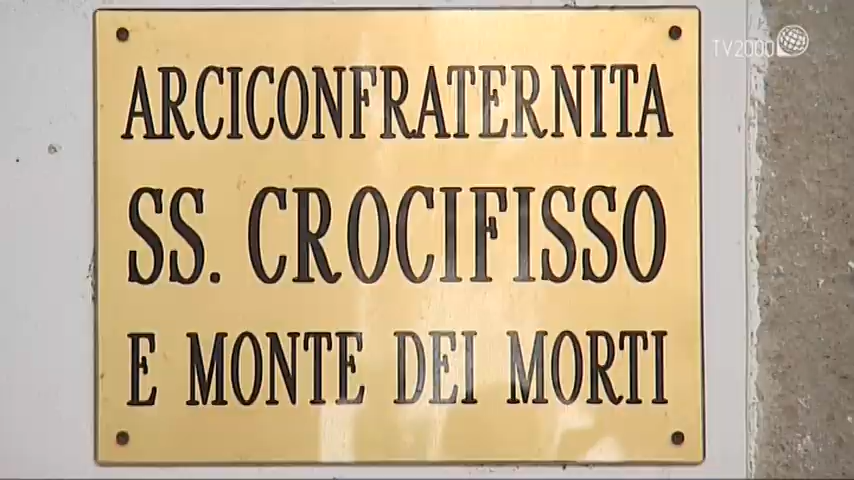 TV2000
ARCICONFRATERNITA
SS. CROCIFISSO
E MONTE DEI MORTI